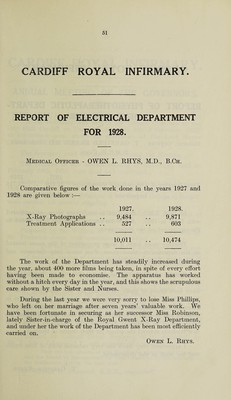 51
CARDIFF ROYAL INFIRMARY.
REPORT OF ELECTRICAL DEPARTMENT
FOR 1928.
MEDICAL OFFICER - OWEN L. RHYS, M.D., B.CH.
Comparative figures of the work done in the years 1927 and
1928 are given below :—
1927. 1928.
X-Ray Photographs .. 9,484 .. 9,871
Treatment Applications .. 527 .. 603
10,011 .. 10,474
The work of the Department has steadily increased during
the year, about 400 more films being taken, in spite of every effort
having been made to economise. The apparatus has worked
without a hitch every day in the year, and this shows the scrupulous
care shown by the Sister and Nurses.
During the last year we were very sorry to lose Miss Phillips,
who left on her marriage after seven years' valuable work. We
have been fortunate in securing as her successor Miss Robinson,
lately Sister-in-charge of the Royal Gwent X-Ray Department,
and under her the work of the Department has been most efficiently
carried on.
OWEN L. RHYS.